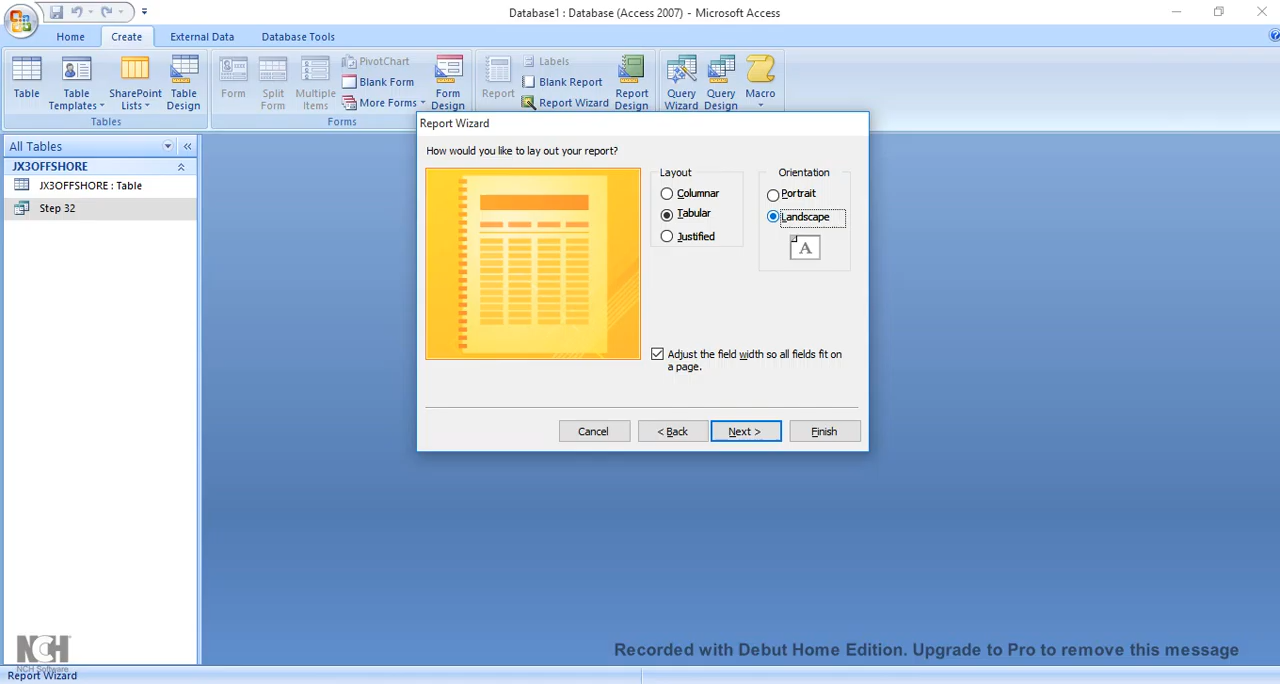 Database1 : Database (Access 2007) - Microsoft Access
Home Create External Data Database Tools
Table
Table Templates
SharePoint Lists
Table Design
Tables
Form
Split Form
Multiple Items
PivotChart
Blank Form
More Forms
Form Design
Forms
Report
Labels
Blank Report
Report Wizard
Report Design
Query Wizard
Query Design
Macro
All Tables
JX3OFFSHORE
JX3OFFSHORE : Table
Step 32
Report Wizard
How would you like to lay out your report?
Layout
Columnar
Tabular
Justified
Orientation
Portrait
Landscape
A
Adjust the field width so all fields fit on
a page.
Cancel < Back Next > Finish
NCH
NCH Software
Recorded with Debut Home Edition. Upgrade to Pro to remove this message
Report Wizard